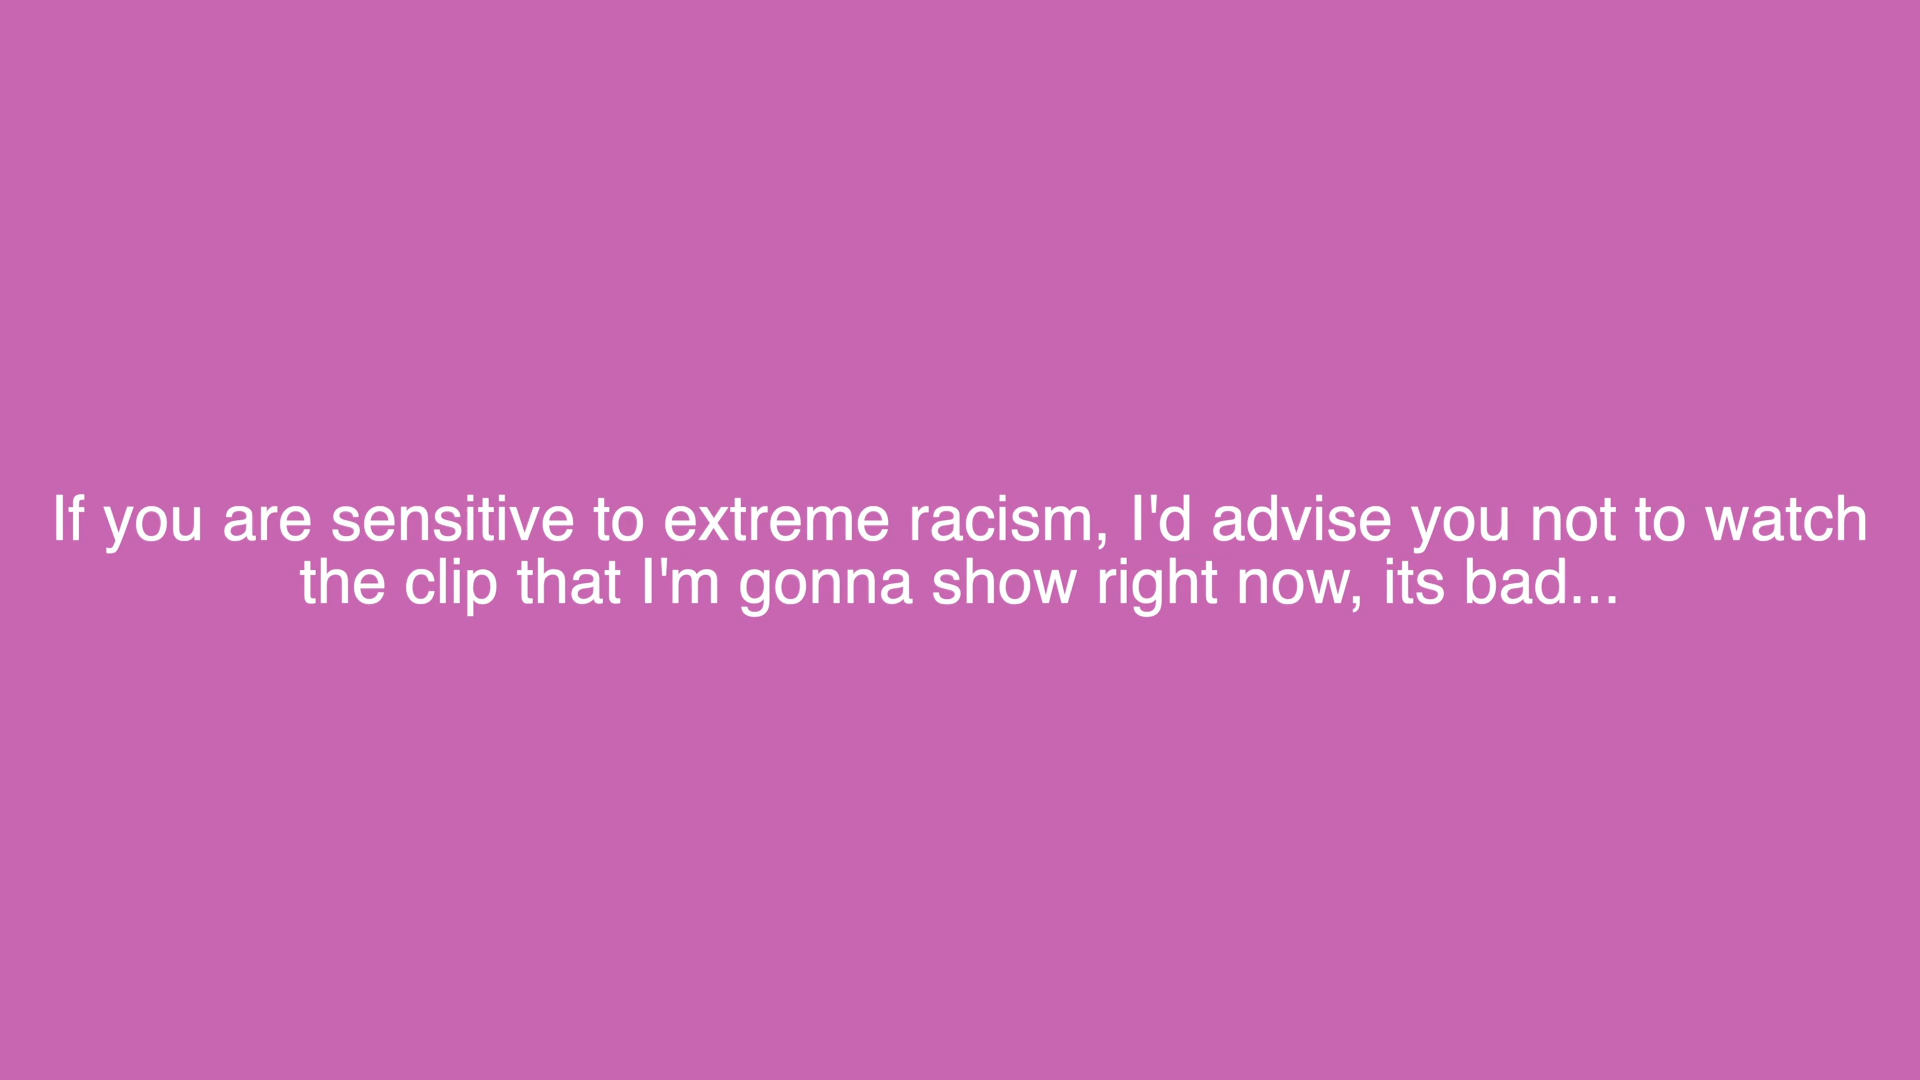 If you are sensitive to extreme racism, I'd advise you not to watch
the clip that I'm gonna show right now, its bad...